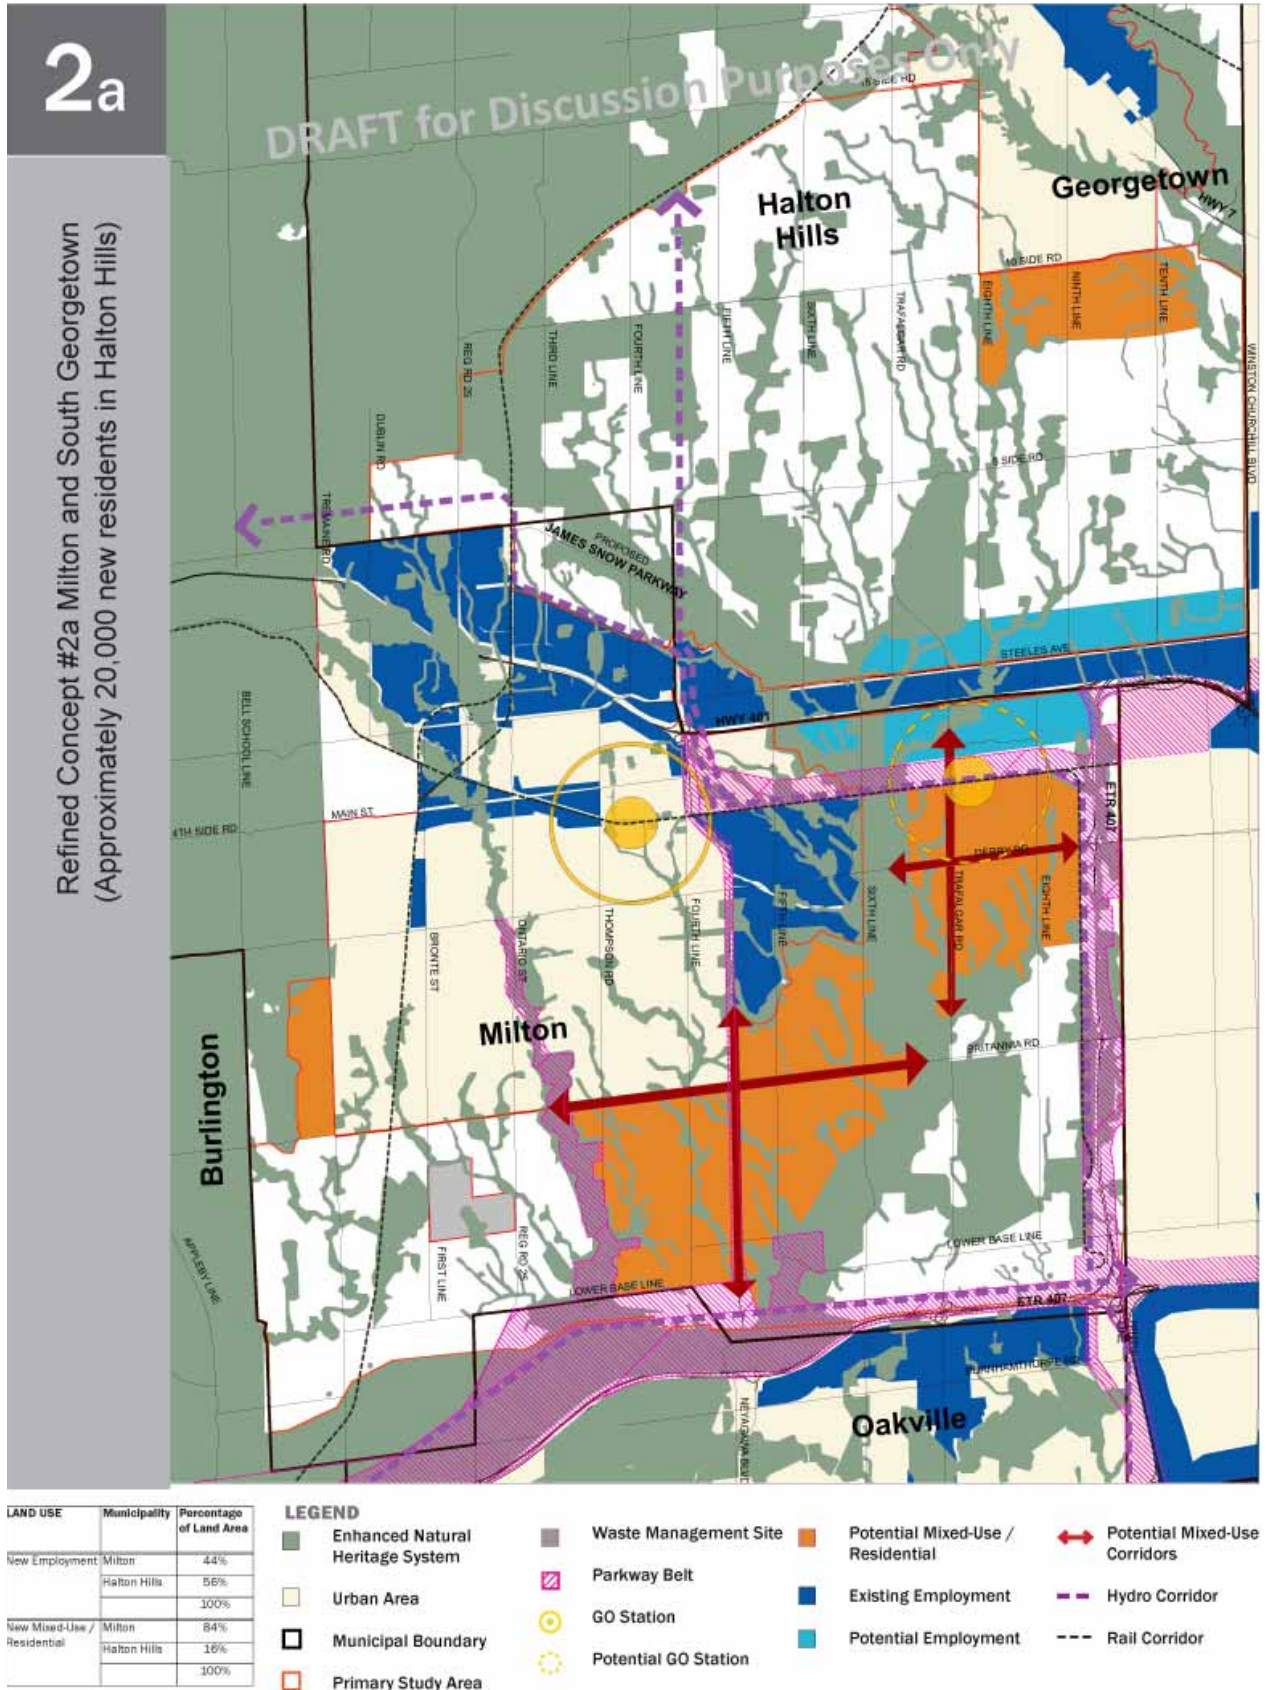 2a
Refined Concept #2a Milton and South Georgetown
(Approximately 20,000 new residents in Halton Hills)
DRAFT for Discussion Purposes Only
15 SIDE RD
Halton
Hills
Georgetown
HWY 7
10 SIDE RD
EIGHTH LINE
NINTH LINE
TENTH LINE
TRAFALGAR RD
SIXTH LINE
FIFTH LINE
FOURTH LINE
THIRD LINE
REG RD 25
DUBLIN RD
WINSTON CHURCHILL BLVD
5 SIDE RD
TREMAINE RD
PROPOSED
JAMES SNOW PARKWAY
STEELES AVE
HWY 401
BELL SCHOOL LINE
MAIN ST
4TH SIDE RD
ETR 407
DERRY RD
TRAFALGAR RD
EIGHTH LINE
SIXTH LINE
FIFTH LINE
FOURTH LINE
THOMPSON RD
ONTARIO ST
BRONTE ST
Milton
BRITANNIA RD
Burlington
REG RD 25
FIRST LINE
APPLEBY LINE
LOWER BASE LINE
LOWER BASE LINE
ETR 407
BURNHAMTHORPE RD
Oakville
NEYAGAWA BLVD
LAND USE Municipality Percentage
of Land Area
New Employment Milton 44%
Halton Hills 56%
100%
New Mixed-Use / Milton 84%
Residential Halton Hills 16%
100%
LEGEND
Enhanced Natural
Heritage System
Urban Area
Municipal Boundary
Primary Study Area
Waste Management Site
Parkway Belt
GO Station
Potential GO Station
Potential Mixed-Use /
Residential
Existing Employment
Potential Employment
Potential Mixed-Use
Corridors
Hydro Corridor
Rail Corridor